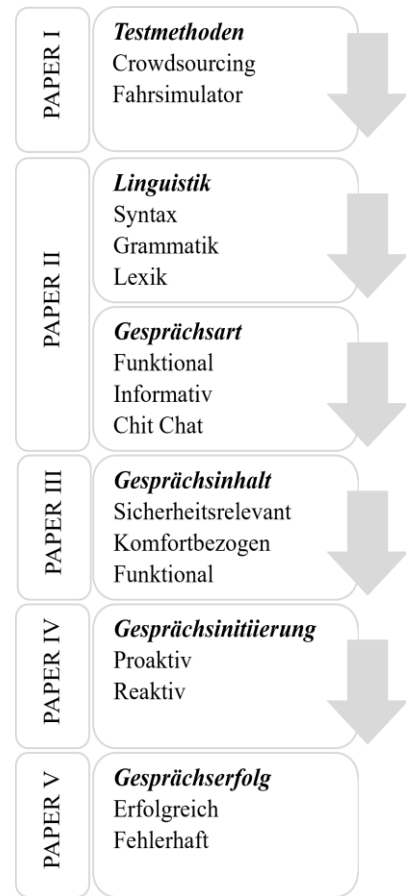 PAPER I
Testmethoden
Crowdsourcing
Fahrsimulator
PAPER II
Linguistik
Syntax
Grammatik
Lexik
Gesprächsart
Funktional
Informativ
Chit Chat
PAPER III
Gesprächsinhalt
Sicherheitsrelevant
Komfortbezogen
Funktional
PAPER IV
Gesprächsinitiierung
Proaktiv
Reaktiv
PAPER V
Gesprächserfolg
Erfolgreich
Fehlerhaft